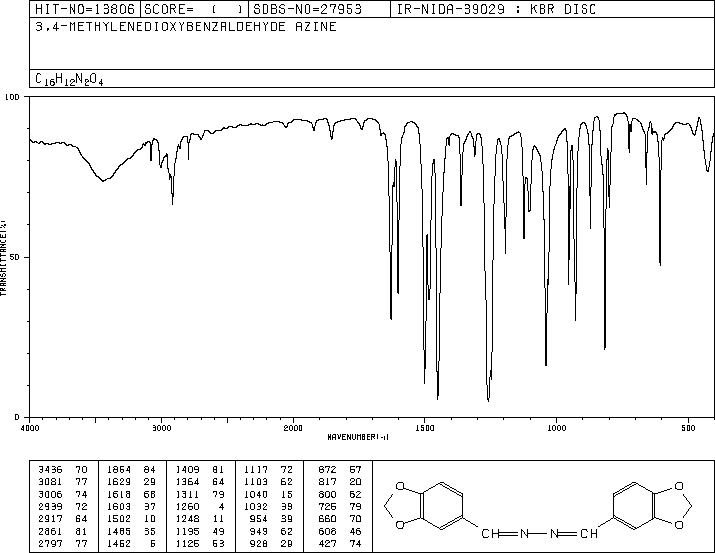 HIT-NO=13806 SCORE= ( ) SDBS-NO=27953 IR-NIDA-39029 : KBR DISC
3,4-METHYLENEDIOXYBENZALDEHYDE AZINE
C16H12N2O4
100
50
0
TRANSMITTANCE(%)
4000 3000 2000 1500 1000 500
WAVENUMBER(-1)
3436 70 1854 84 1409 81 1117 72 872 57
3081 77 1629 29 1364 64 1103 62 817 20
3006 74 1618 68 1311 79 1040 15 800 62
2939 72 1603 37 1260 4 1032 39 725 79
2917 64 1502 10 1248 11 954 39 660 70
2861 81 1485 35 1195 49 949 62 608 46
2797 77 1452 5 1125 53 928 29 427 74
O O
O CH N N CH O